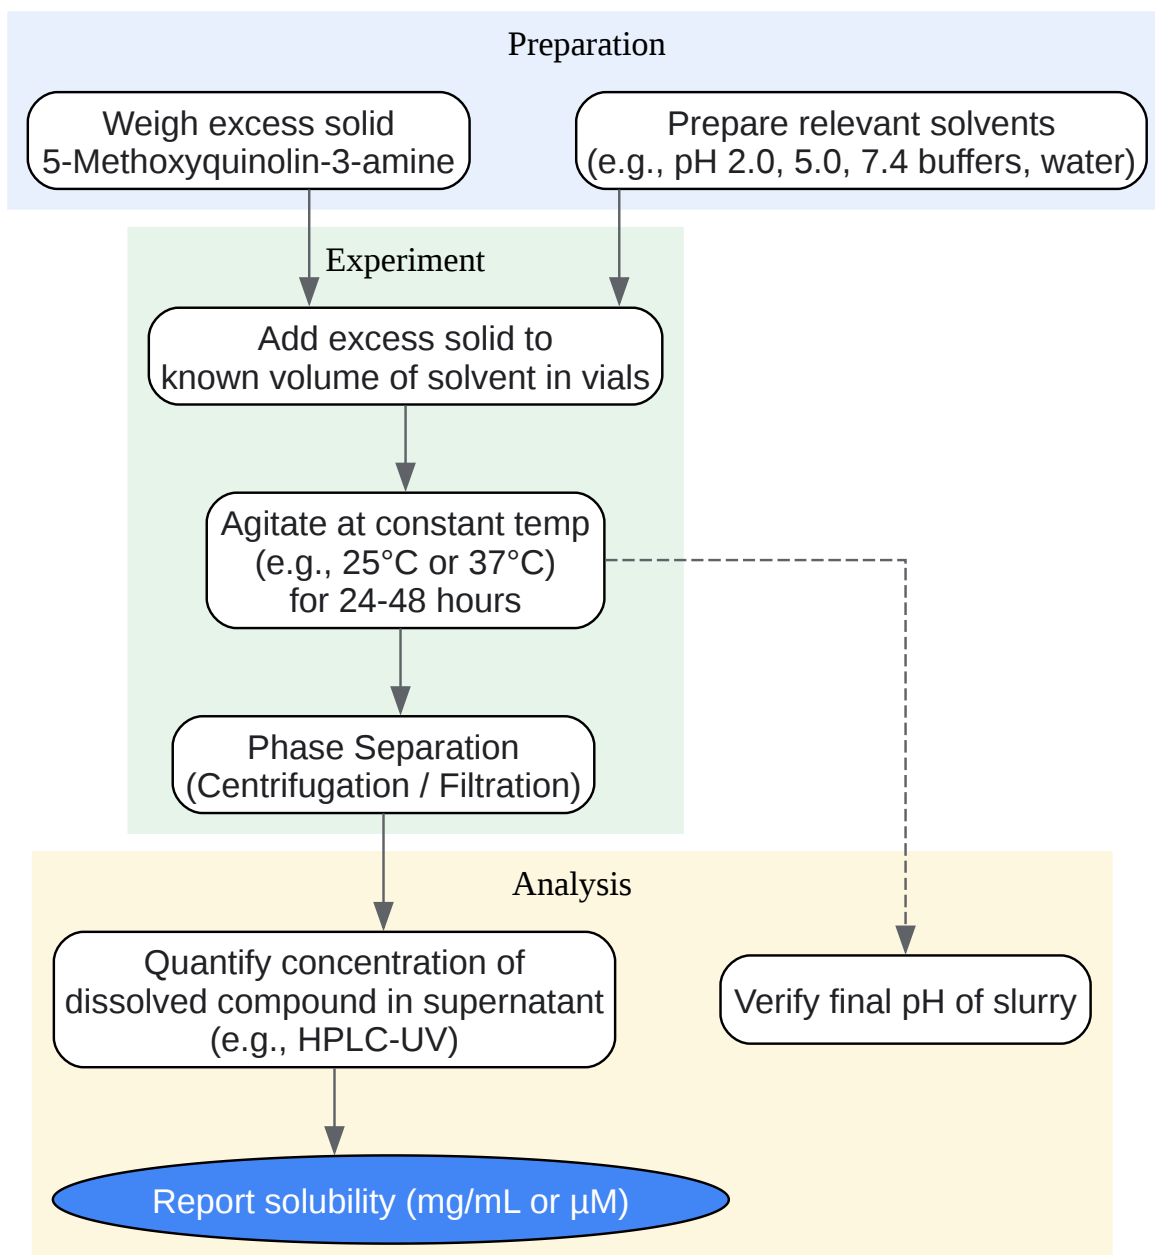 Preparation
Weigh excess solid
5-Methoxyquinolin-3-amine
Prepare relevant solvents
(e.g., pH 2.0, 5.0, 7.4 buffers, water)
Experiment
Add excess solid to
known volume of solvent in vials
Agitate at constant temp
(e.g., 25°C or 37°C)
for 24-48 hours
Phase Separation
(Centrifugation / Filtration)
Analysis
Quantify concentration of
dissolved compound in supernatant
(e.g., HPLC-UV)
Verify final pH of slurry
Report solubility (mg/mL or µM)